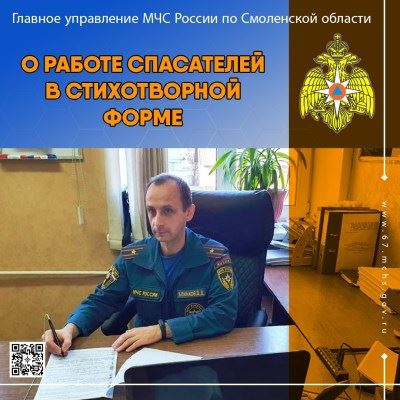 Главное управление МЧС России по Смоленской области
О РАБОТЕ СПАСАТЕЛЕЙ
В СТИХОТВОРНОЙ
ФОРМЕ
www.67.mchs.gov.ru
МЧС РОССИИ